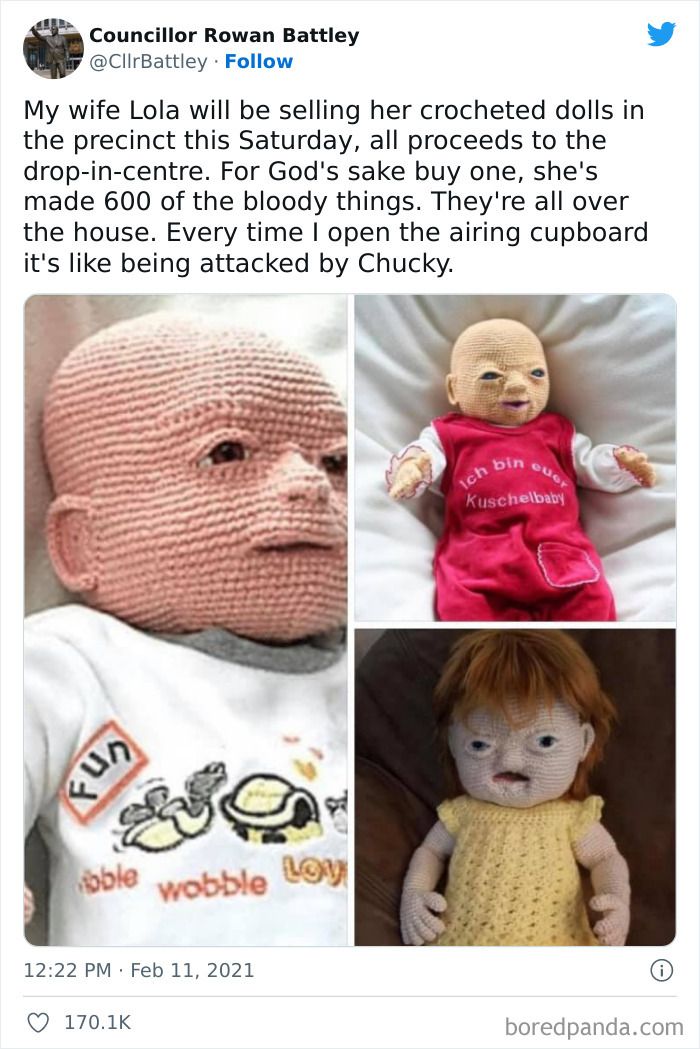 Councillor Rowan Battley
@CllrBattley · Follow
My wife Lola will be selling her crocheted dolls in
the precinct this Saturday, all proceeds to the
drop-in-centre. For God's sake buy one, she's
made 600 of the bloody things. They're all over
the house. Every time I open the airing cupboard
it's like being attacked by Chucky.
Fun
wobble
Ich bin euer
Kuschelbaby
12:22 PM · Feb 11, 2021
170.1K
boredpanda.com